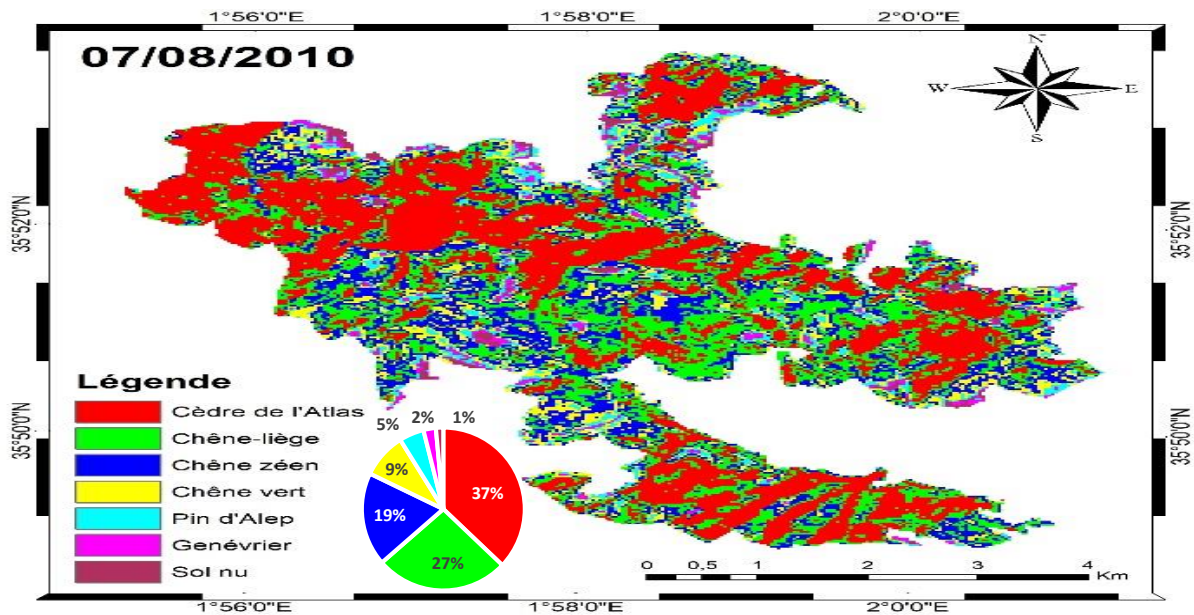 1°56'0"E 1°58'0"E 2°0'0"E
07/08/2010
N
W E
S
35°52'0"N 35°52'0"N
Légende
Cèdre de l'Atlas
Chêne-liège
Chêne zéen
Chêne vert
Pin d'Alep
Genévrier
Sol nu
5% 2% 1%
9% 37%
19%
27%
35°50'0"N 35°50'0"N
0 0,5 1 2 3 4
Km
1°56'0"E 1°58'0"E 2°0'0"E